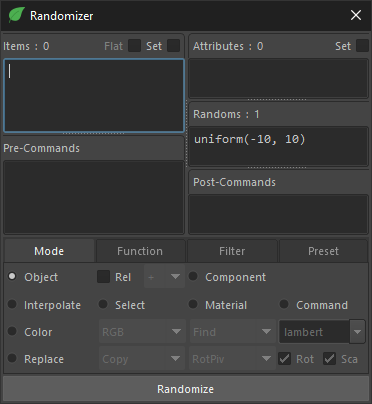 Randomizer
Items : 0 Flat Set
Attributes : 0 Set
Randoms : 1
uniform(-10, 10)
Pre-Commands
Post-Commands
Mode Function Filter Preset
Object Rel + Component
Interpolate Select Material Command
Color RGB Find lambert
Replace Copy RotPiv Rot Sca
Randomize